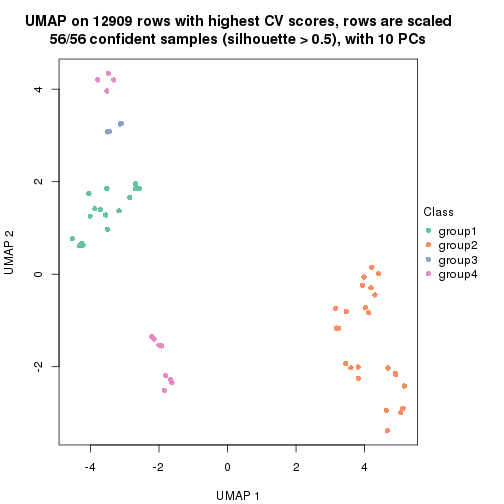 UMAP on 12909 rows with highest CV scores, rows are scaled
56/56 confident samples (silhouette > 0.5), with 10 PCs
4
2
0
-2
UMAP 2
-4
-2
0
2
4
UMAP 1
Class
group1
group2
group3
group4